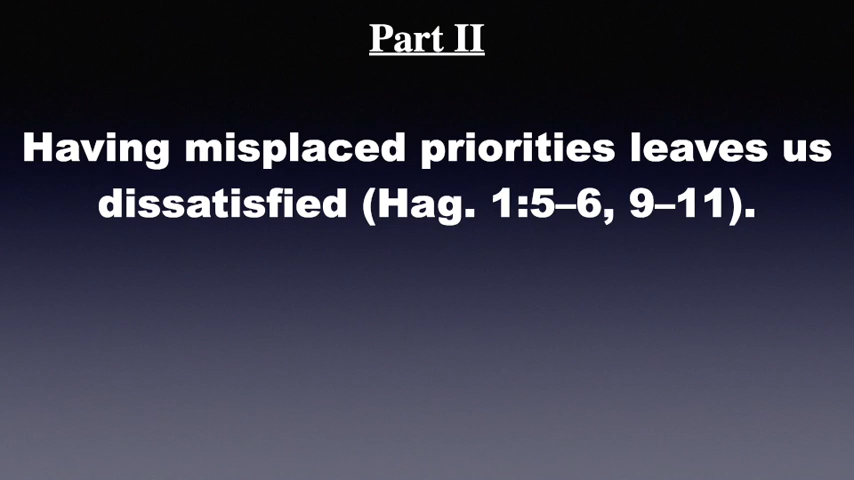 Part II
Having misplaced priorities leaves us
dissatisfied (Hag. 1:5–6, 9–11).